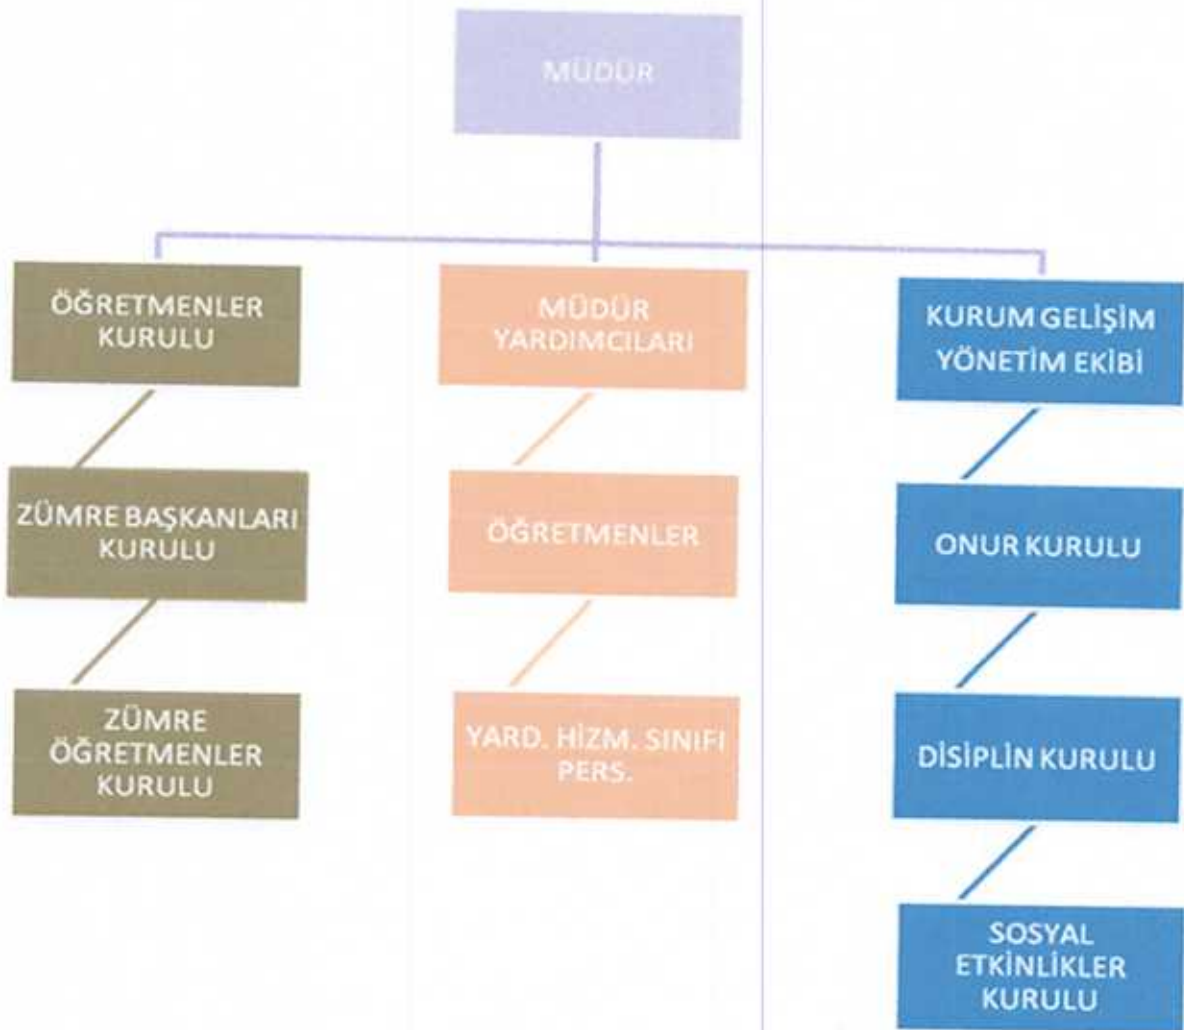 MÜDÜR
ÖĞRETMENLER
KURULU
MÜDÜR
YARDIMCILARI
KURUM GELİŞİM
YÖNETİM EKİBİ
ZÜMRE BAŞKANLARI
KURULU
ÖĞRETMENLER
ONUR KURULU
ZÜMRE
ÖĞRETMENLER
KURULU
YARD. HİZM. SINIFI
PERS.
DİSİPLİN KURULU
SOSYAL
ETKİNLİKLER
KURULU